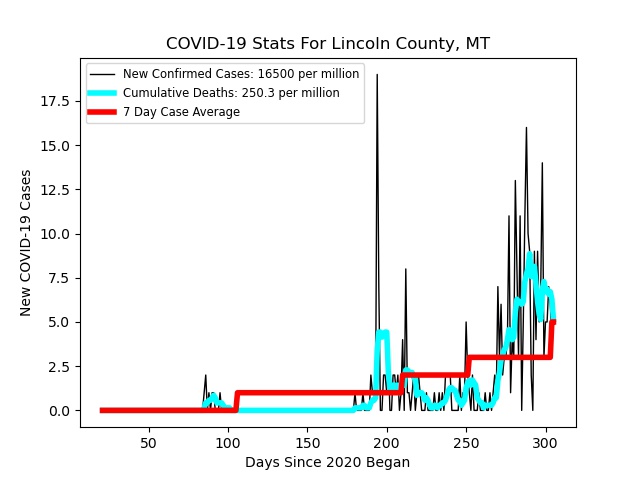 COVID-19 Stats For Lincoln County, MT
New Confirmed Cases: 16500 per million
Cumulative Deaths: 250.3 per million
7 Day Case Average
New COVID-19 Cases
17.5
15.0
12.5
10.0
7.5
5.0
2.5
0.0
50 100 150 200 250 300
Days Since 2020 Began